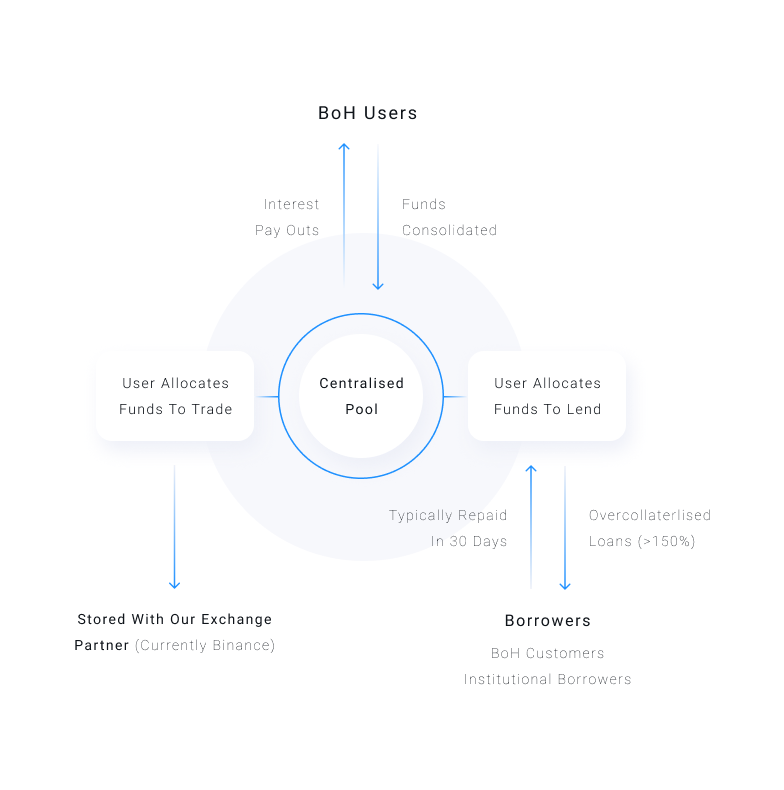 BoH Users
Interest
Pay Outs
Funds
Consolidated
User Allocates
Funds To Trade
Centralised
Pool
User Allocates
Funds To Lend
Typically Repaid
In 30 Days
Overcollaterlised
Loans (>150%)
Stored With Our Exchange
Partner (Currently Binance)
Borrowers
BoH Customers
Institutional Borrowers